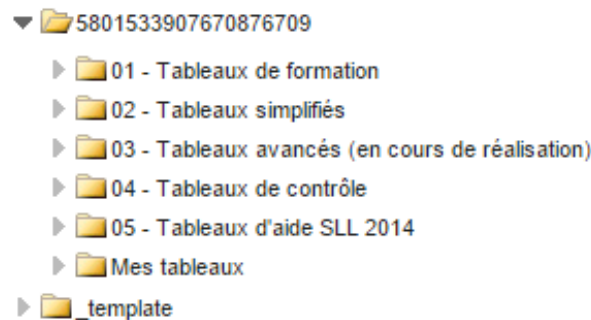 5801533907670876709
01 - Tableaux de formation
02 - Tableaux simplifiés
03 - Tableaux avancés (en cours de réalisation)
04 - Tableaux de contrôle
05 - Tableaux d'aide SLL 2014
Mes tableaux
_template